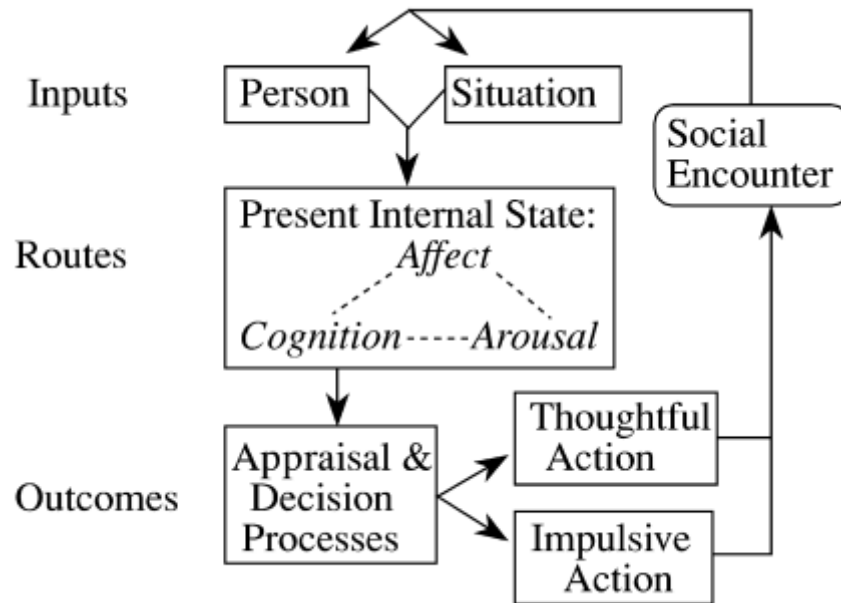 Inputs
Person
Situation
Social
Encounter
Routes
Present Internal State:
Affect
Cognition
Arousal
Outcomes
Appraisal &
Decision
Processes
Thoughtful
Action
Impulsive
Action